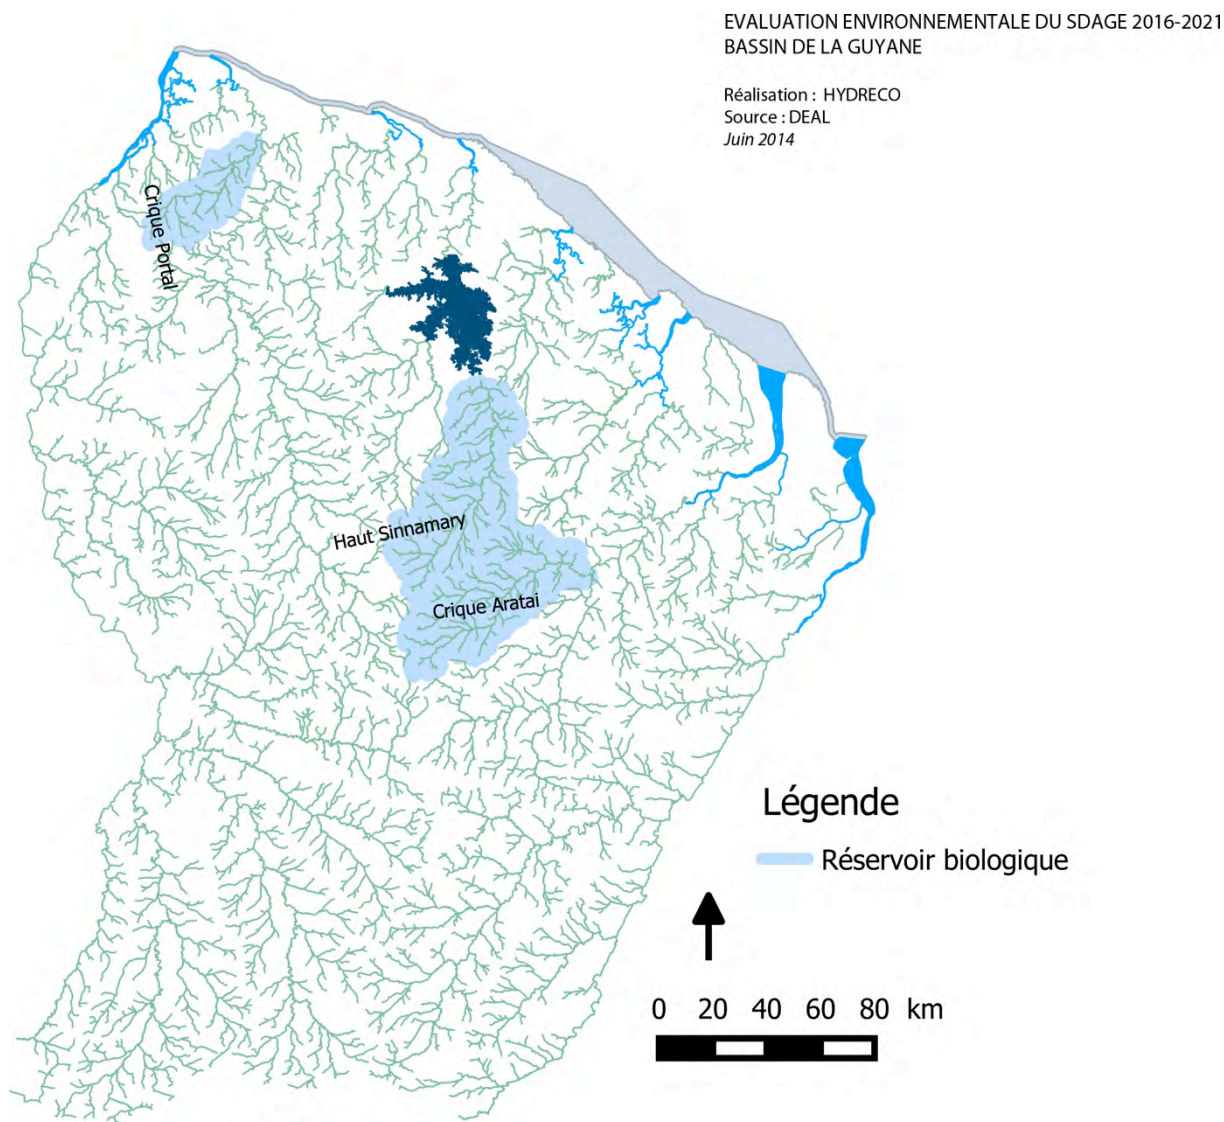 EVALUATION ENVIRONNEMENTALE DU SDAGE 2016-2021
BASSIN DE LA GUYANE
Réalisation : HYDRECO
Source : DEAL
Juin 2014
Crique Portal
Haut Sinnamary
Crique Aratai
Légende
Réservoir biologique
0 20 40 60 80 km